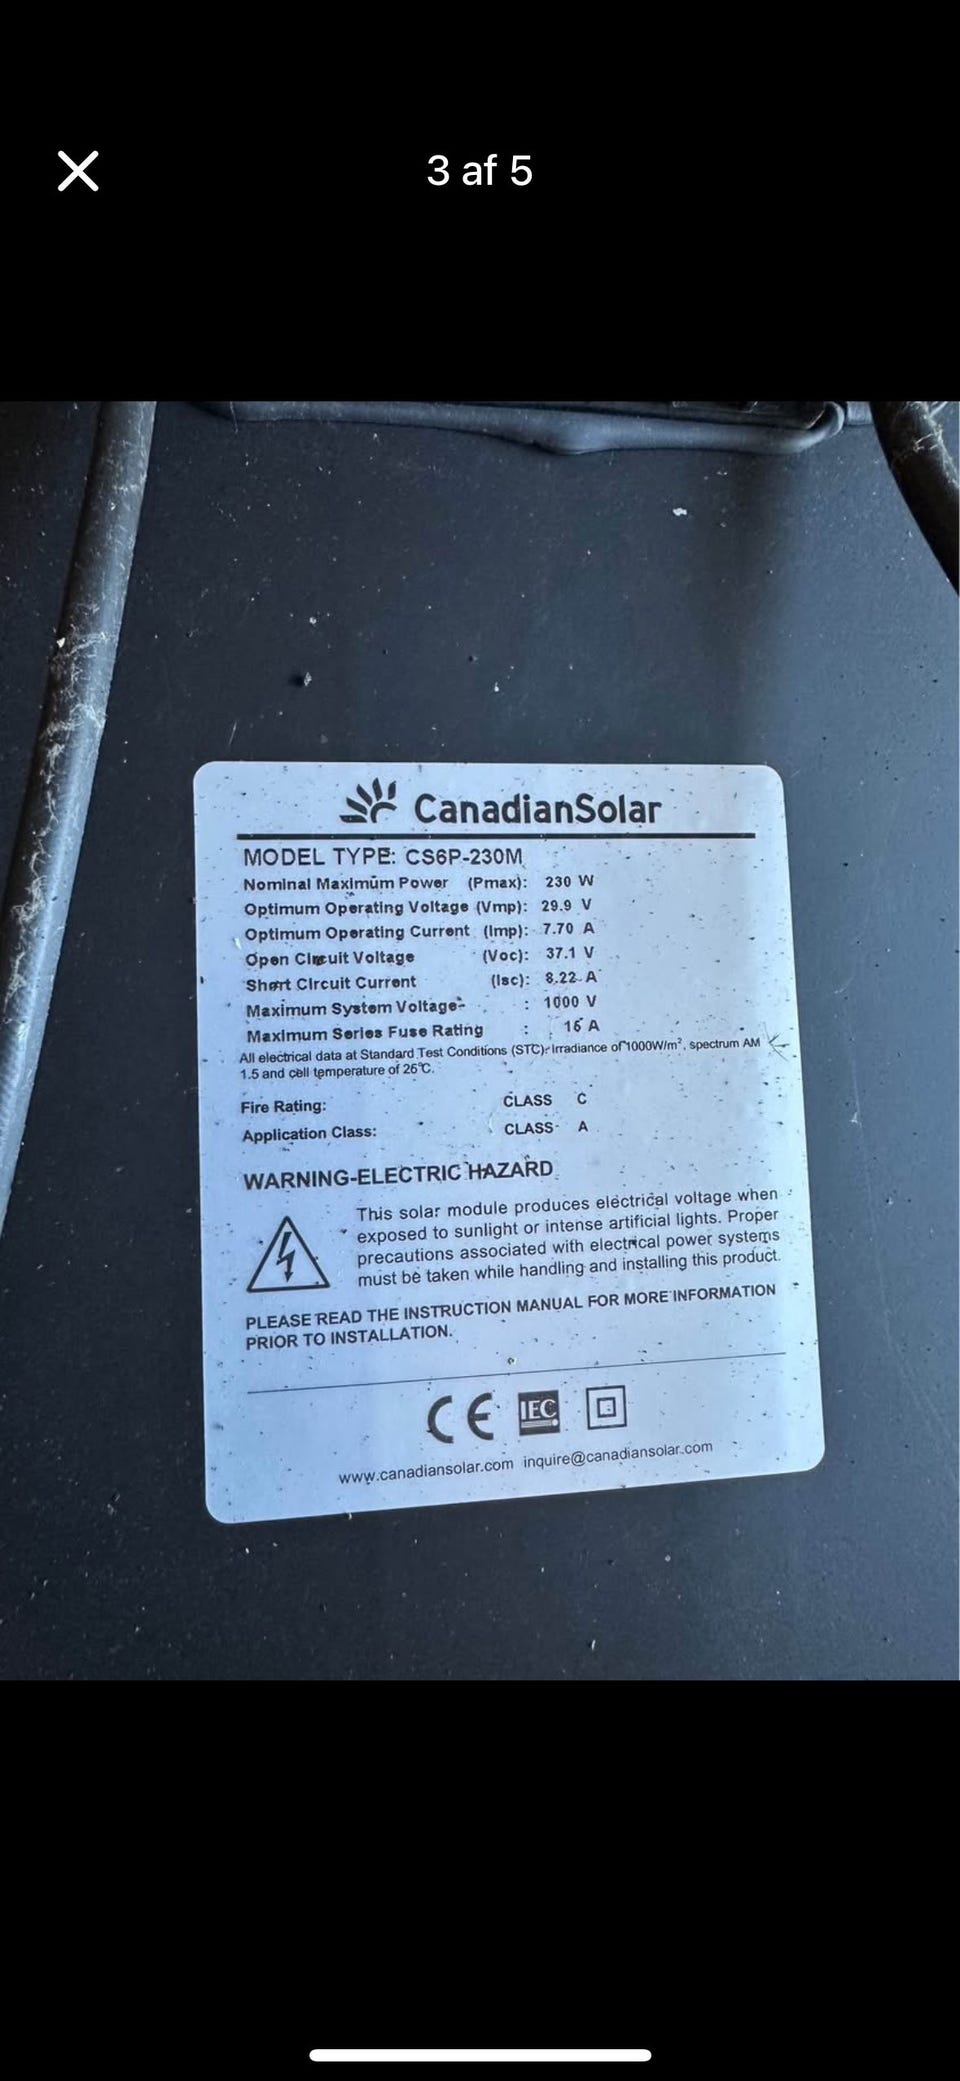 3 af 5
CanadianSolar
MODEL TYPE: CS6P-230M
Nominal Maximum Power (Pmax): 230 W
Optimum Operating Voltage (Vmp): 29.9 V
Optimum Operating Current (Imp): 7.70 A
Open Circuit Voltage (Voc): 37.1 V
Short Circuit Current (Isc): 8.22 A
Maximum System Voltage : 1000 V
Maximum Series Fuse Rating : 15 A
All electrical data at Standard Test Conditions (STC): Irradiance of 1000W/m², spectrum AM
1.5 and cell temperature of 25°C.
Fire Rating: CLASS C
Application Class: CLASS A
WARNING-ELECTRIC HAZARD
This solar module produces electrical voltage when
exposed to sunlight or intense artificial lights. Proper
precautions associated with electrical power systems
must be taken while handling and installing this product.
PLEASE READ THE INSTRUCTION MANUAL FOR MORE INFORMATION
PRIOR TO INSTALLATION.
CE IEC
www.canadiansolar.com inquire@canadiansolar.com